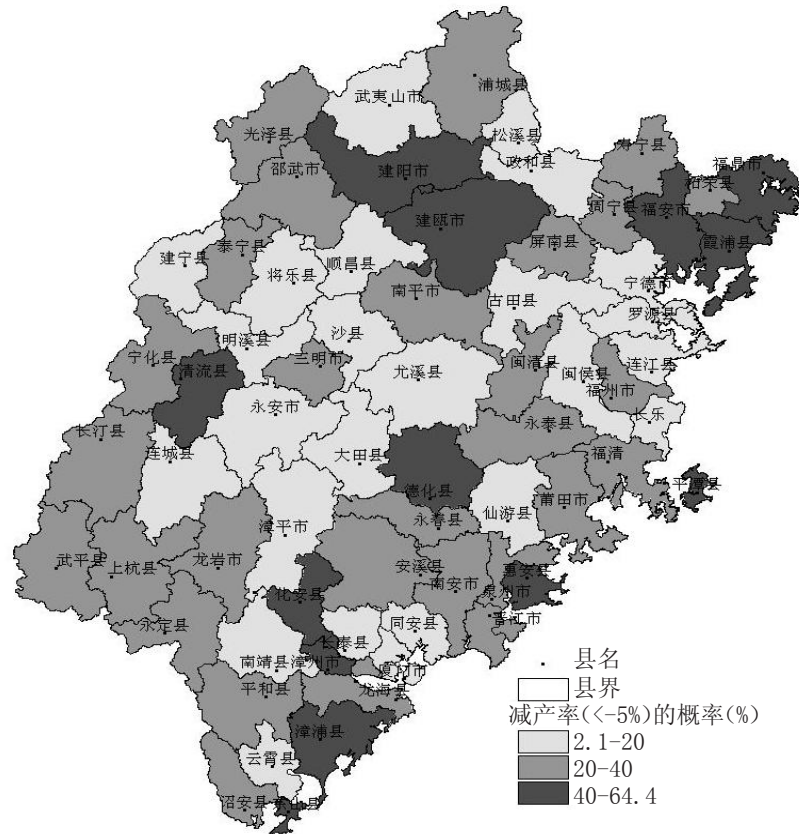 浦城县
武夷山市
光泽县
松溪县
寿宁县
政和县
福鼎市
邵武市
建阳市
柘荣县
周宁县
福安市
建瓯市
霞浦县
屏南县
泰宁县
建宁县
顺昌县
将乐县
宁德市
南平市
古田县
罗源县
沙县
明溪县
宁化县
三明市
闽清县
连江县
清流县
尤溪县
闽侯县
福州市
永安市
长乐
长汀县
永泰县
连城县
大田县
福清
平潭县
德化县
莆田市
仙游县
永春县
漳平市
武平县
上杭县
龙岩市
安溪县
惠安县
南安市
泉州市
化安县
晋江市
永定县
同安县
长泰县
南靖县
漳州市
厦门市
平和县
龙海县
漳浦县
云霄县
沼安县
东山县
县名
县界
减产率(<-5%)的概率(%)
2.1-20
20-40
40-64.4